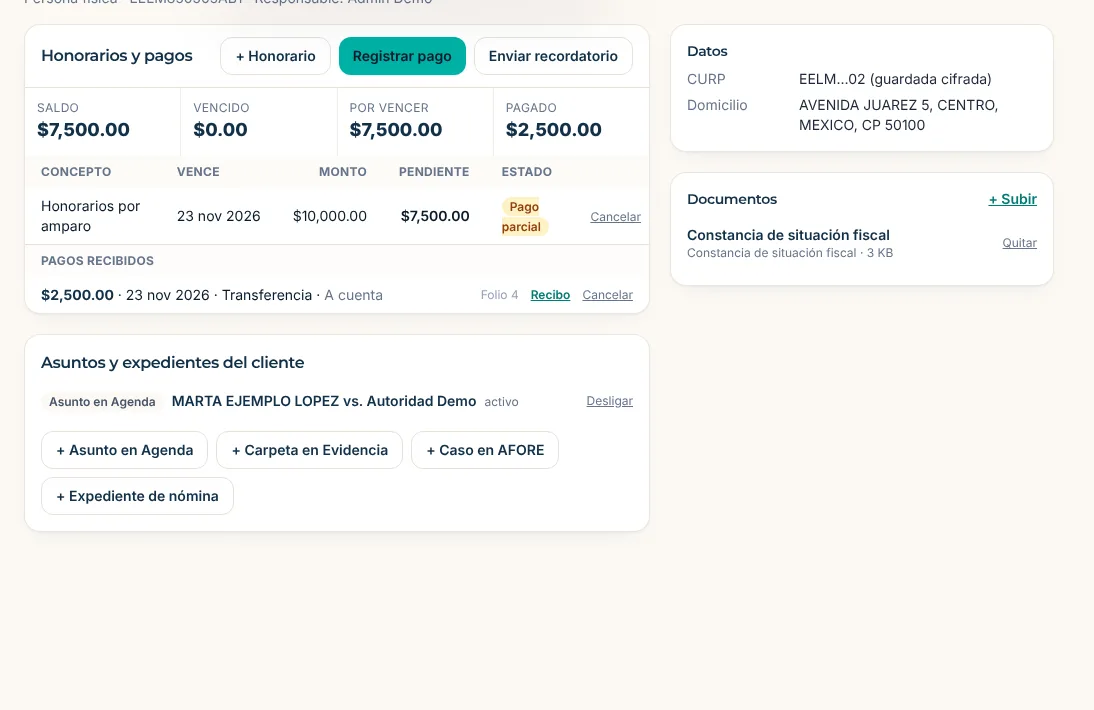 Honorarios y pagos
+ Honorario
Registrar pago
Enviar recordatorio
SALDO
VENCIDO
POR VENCER
PAGADO
$7,500.00
$0.00
$7,500.00
$2,500.00
CONCEPTO
VENCE
MONTO
PENDIENTE
ESTADO
Honorarios por
amparo
23 nov 2026
$10,000.00
$7,500.00
Pago
parcial
Cancelar
PAGOS RECIBIDOS
$2,500.00 · 23 nov 2026 · Transferencia · A cuenta
Folio 4
Recibo
Cancelar
Asuntos y expedientes del cliente
Asunto en Agenda
MARTA EJEMPLO LOPEZ vs. Autoridad Demo
activo
Desligar
+ Asunto en Agenda
+ Carpeta en Evidencia
+ Caso en AFORE
+ Expediente de nómina
Datos
CURP
EELM...02 (guardada cifrada)
Domicilio
AVENIDA JUAREZ 5, CENTRO,
MEXICO, CP 50100
Documentos
+ Subir
Constancia de situación fiscal
Constancia de situación fiscal · 3 KB
Quitar